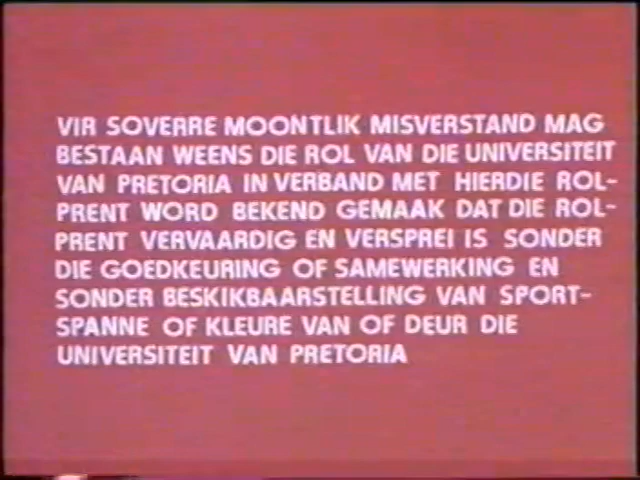 VIR SOVERRE MOONTLIK MISVERSTAND MAG
BESTAAN WEENS DIE ROL VAN DIE UNIVERSITEIT
VAN PRETORIA IN VERBAND MET HIERDIE ROL-
PRENT WORD BEKEND GEMAAK DAT DIE ROL-
PRENT VERVAARDIG EN VERSPREI IS SONDER
DIE GOEDKEURING OF SAMEWERKING EN
SONDER BESKIKBAARSTELLING VAN SPORT-
SPANNE OF KLEURE VAN OF DEUR DIE
UNIVERSITEIT VAN PRETORIA